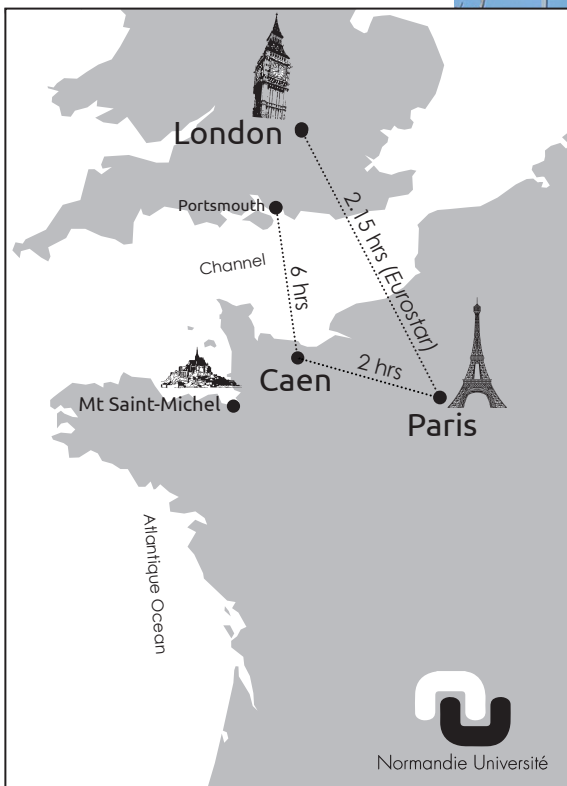 London
Portsmouth
2.15 hrs (Eurostar)
Channel
6 hrs
Caen
2 hrs
Mt Saint-Michel
Paris
Atlantique Ocean
Normandie Université